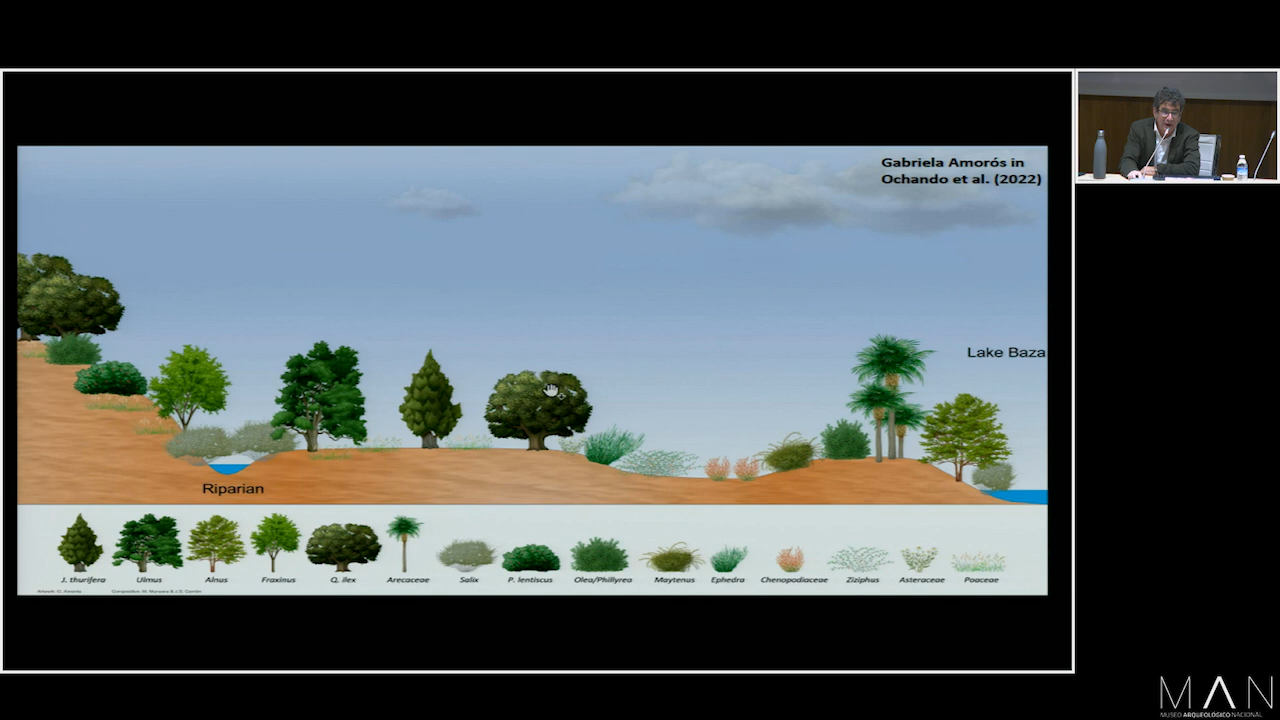 Gabriela Amorós in
Ochando et al. (2022)
Lake Baza
Riparian
J. thurifera Ulmus Alnus Fraxinus Q. ilex Arecaceae Salix P. lentiscus Olea/Phillyrea Maytenus Ephedra Chenopodiaceae Ziziphus Asteraceae Poaceae
MAN
MUSEO ARQUEOLÓGICO NACIONAL